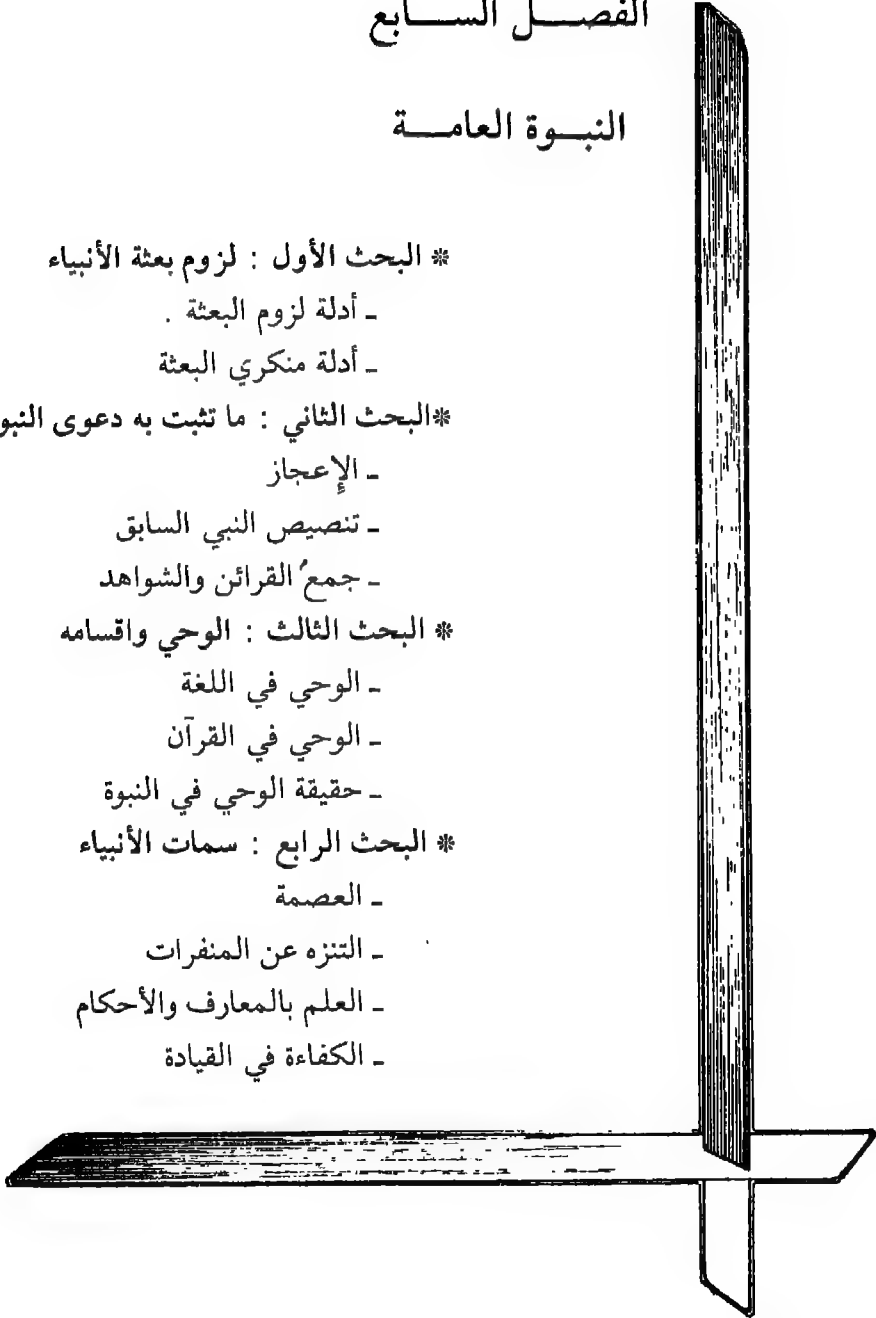 الفصل السابع
النبوة العامة
* البحث الأول : لزوم بعثة الأنبياء
- أدلة لزوم البعثة .
- أدلة منكري البعثة
*البحث الثاني : ما تثبت به دعوى
- الإعجاز
- تنصيص النبي السابق
- جمعُ القرائن والشواهد
* البحث الثالث : الوحي واقسامه
- الوحي في اللغة
- الوحي في القرآن
- حقيقة الوحي في النبوة
* البحث الرابع : سمات الأنبياء
- العصمة
- التنزه عن المنفرات
- العلم بالمعارف والأحكام
- الكفاءة في القيادة